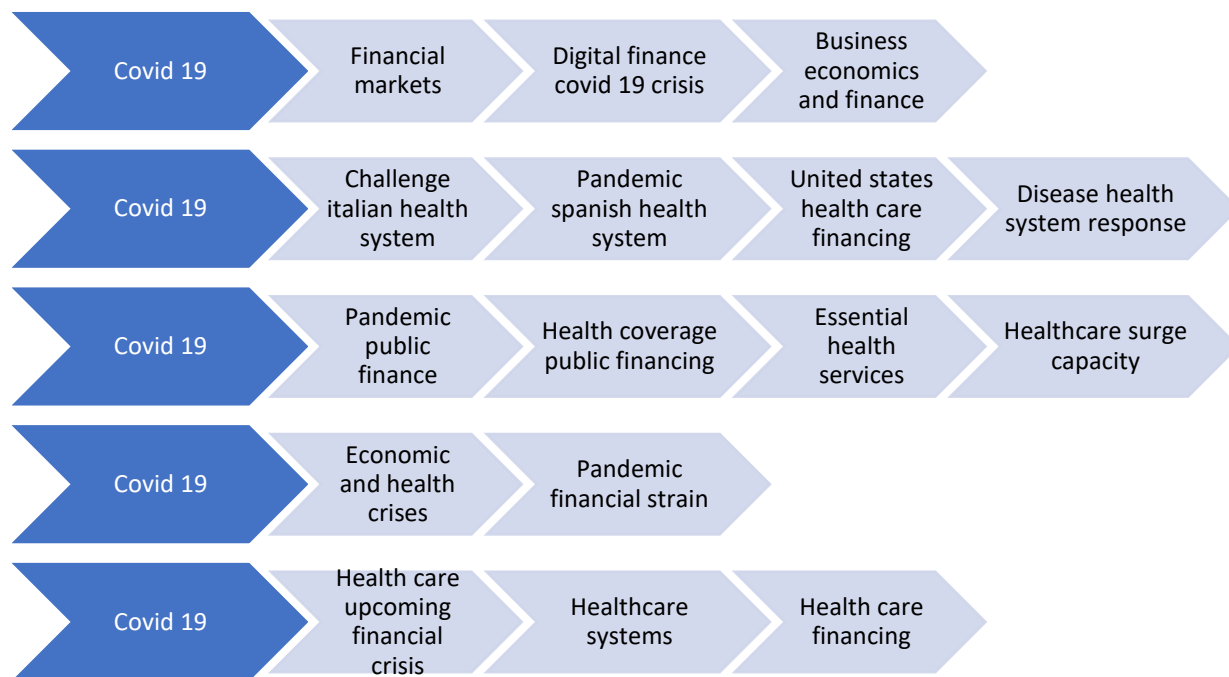 Covid 19
Financial
markets
Digital finance
covid 19 crisis
Business
economics
and finance
Covid 19
Challenge
italian health
system
Pandemic
spanish health
system
United states
health care
financing
Disease health
system response
Covid 19
Pandemic
public
finance
Health coverage
public financing
Essential
health
services
Healthcare surge
capacity
Covid 19
Economic
and health
crises
Pandemic
financial strain
Covid 19
Health care
upcoming
financial
crisis
Healthcare
systems
Health care
financing